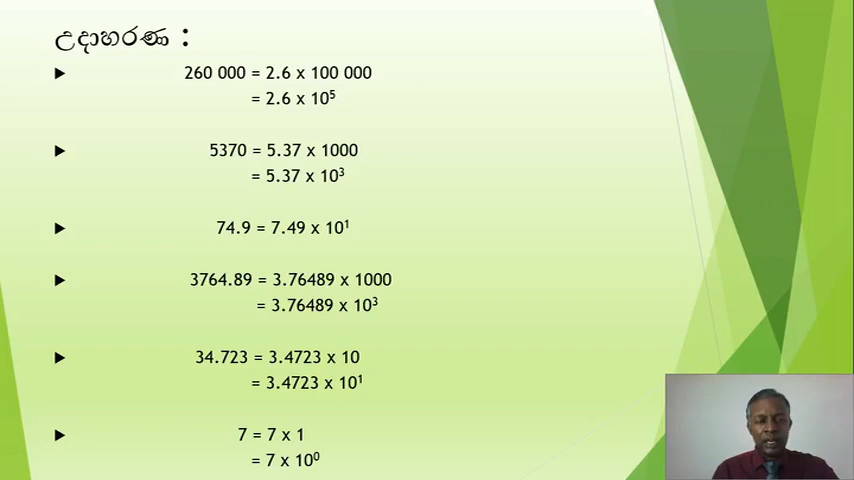 උදාහරණ :
260 000 = 2.6 x 100 000
= 2.6 x 10⁵
5370 = 5.37 x 1000
= 5.37 x 10³
74.9 = 7.49 x 10¹
3764.89 = 3.76489 x 1000
= 3.76489 x 10³
34.723 = 3.4723 x 10
= 3.4723 x 10¹
7 = 7 x 1
= 7 x 10⁰